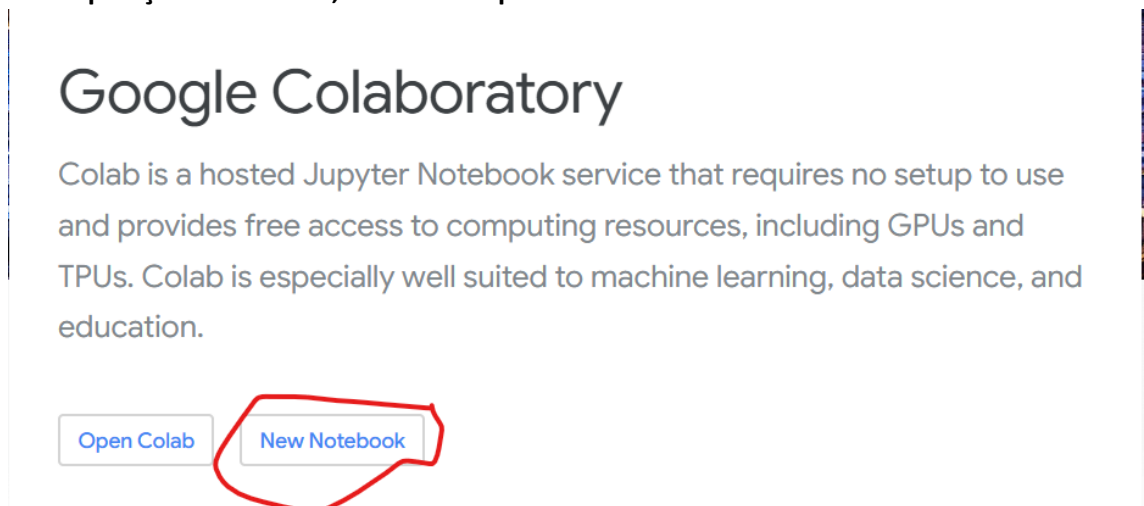 Google Colaboratory
Colab is a hosted Jupyter Notebook service that requires no setup to use
and provides free access to computing resources, including GPUs and
TPUs. Colab is especially well suited to machine learning, data science, and
education.
Open Colab
New Notebook